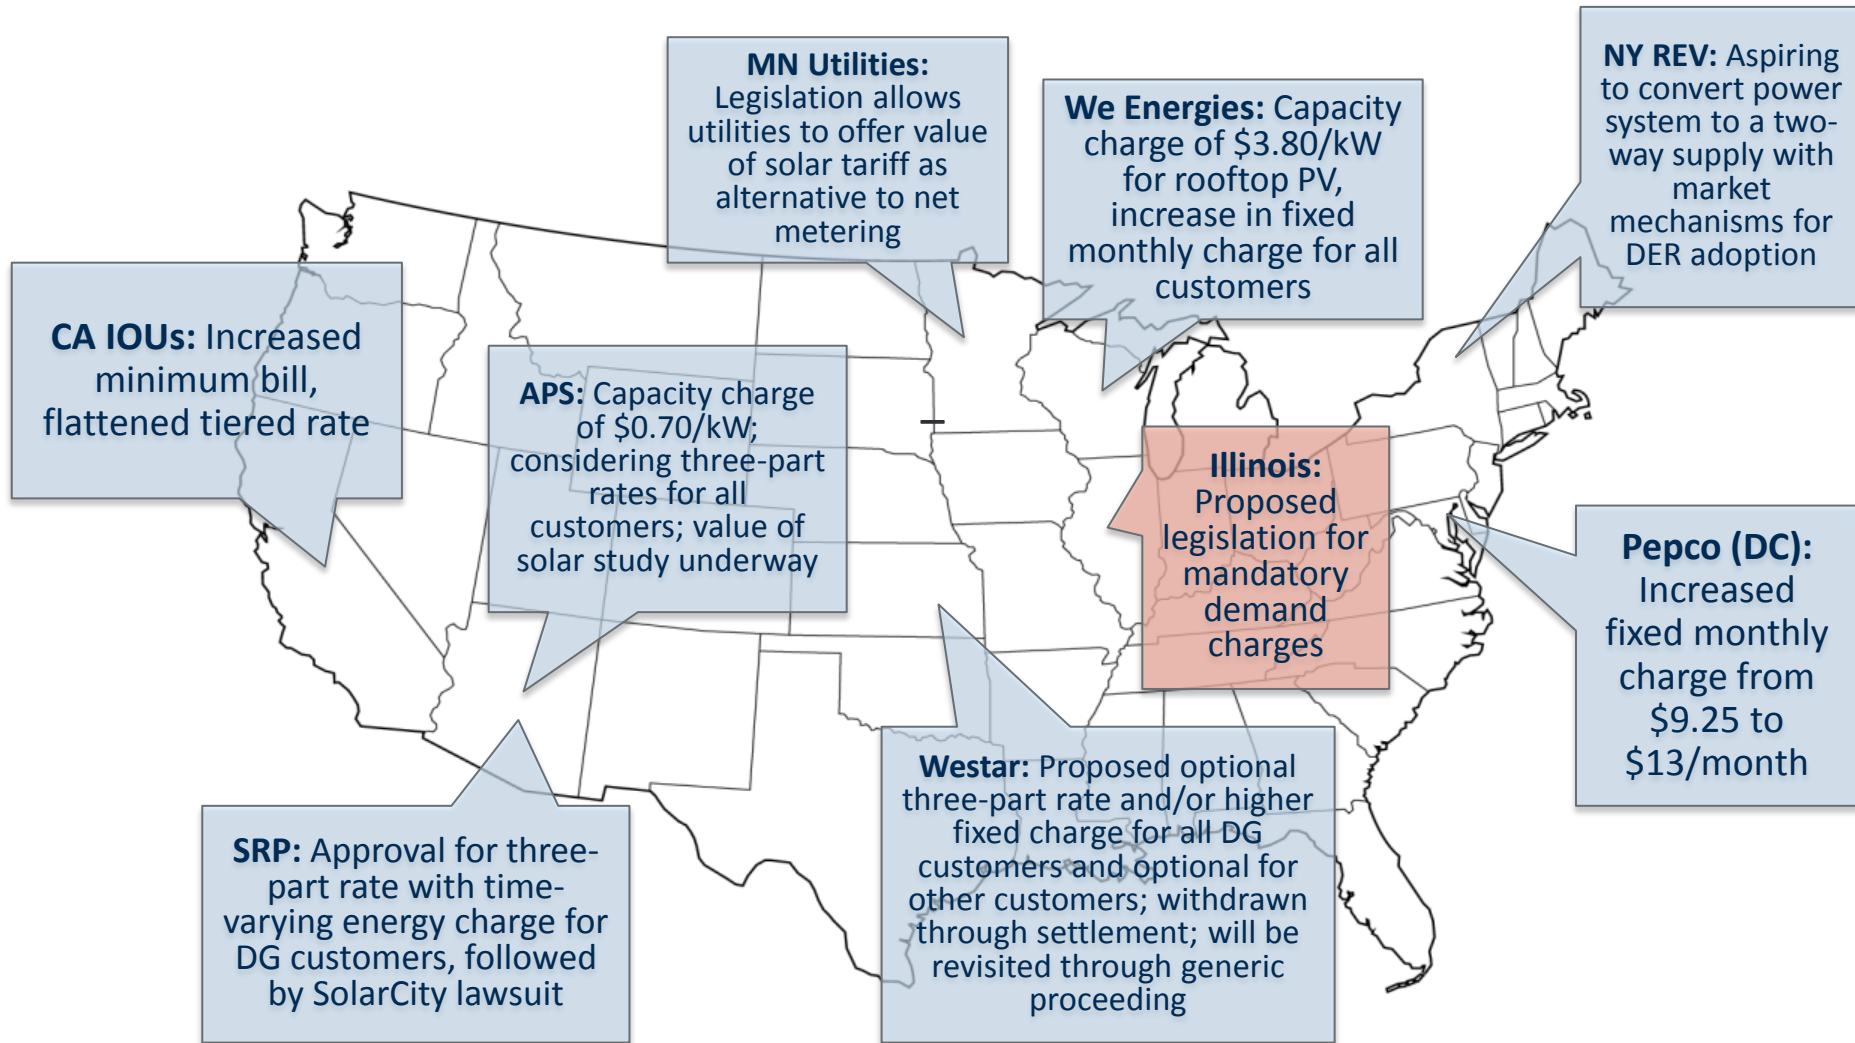 MN Utilities:
Legislation allows
utilities to offer value
of solar tariff as
alternative to net
metering
We Energies: Capacity
charge of $3.80/kW
for rooftop PV,
increase in fixed
monthly charge for all
customers
NY REV: Aspiring
to convert power
system to a two-
way supply with
market
mechanisms for
DER adoption
CA IOUs: Increased
minimum bill,
flattened tiered rate
APS: Capacity charge
of $0.70/kW;
considering three-part
rates for all
customers; value of
solar study underway
Illinois:
Proposed
legislation for
mandatory
demand
charges
Pepco (DC):
Increased
fixed monthly
charge from
$9.25 to
$13/month
SRP: Approval for three-
part rate with time-
varying energy charge for
DG customers, followed
by SolarCity lawsuit
Westar: Proposed optional
three-part rate and/or higher
fixed charge for all DG
customers and optional for
other customers; withdrawn
through settlement; will be
revisited through generic
proceeding